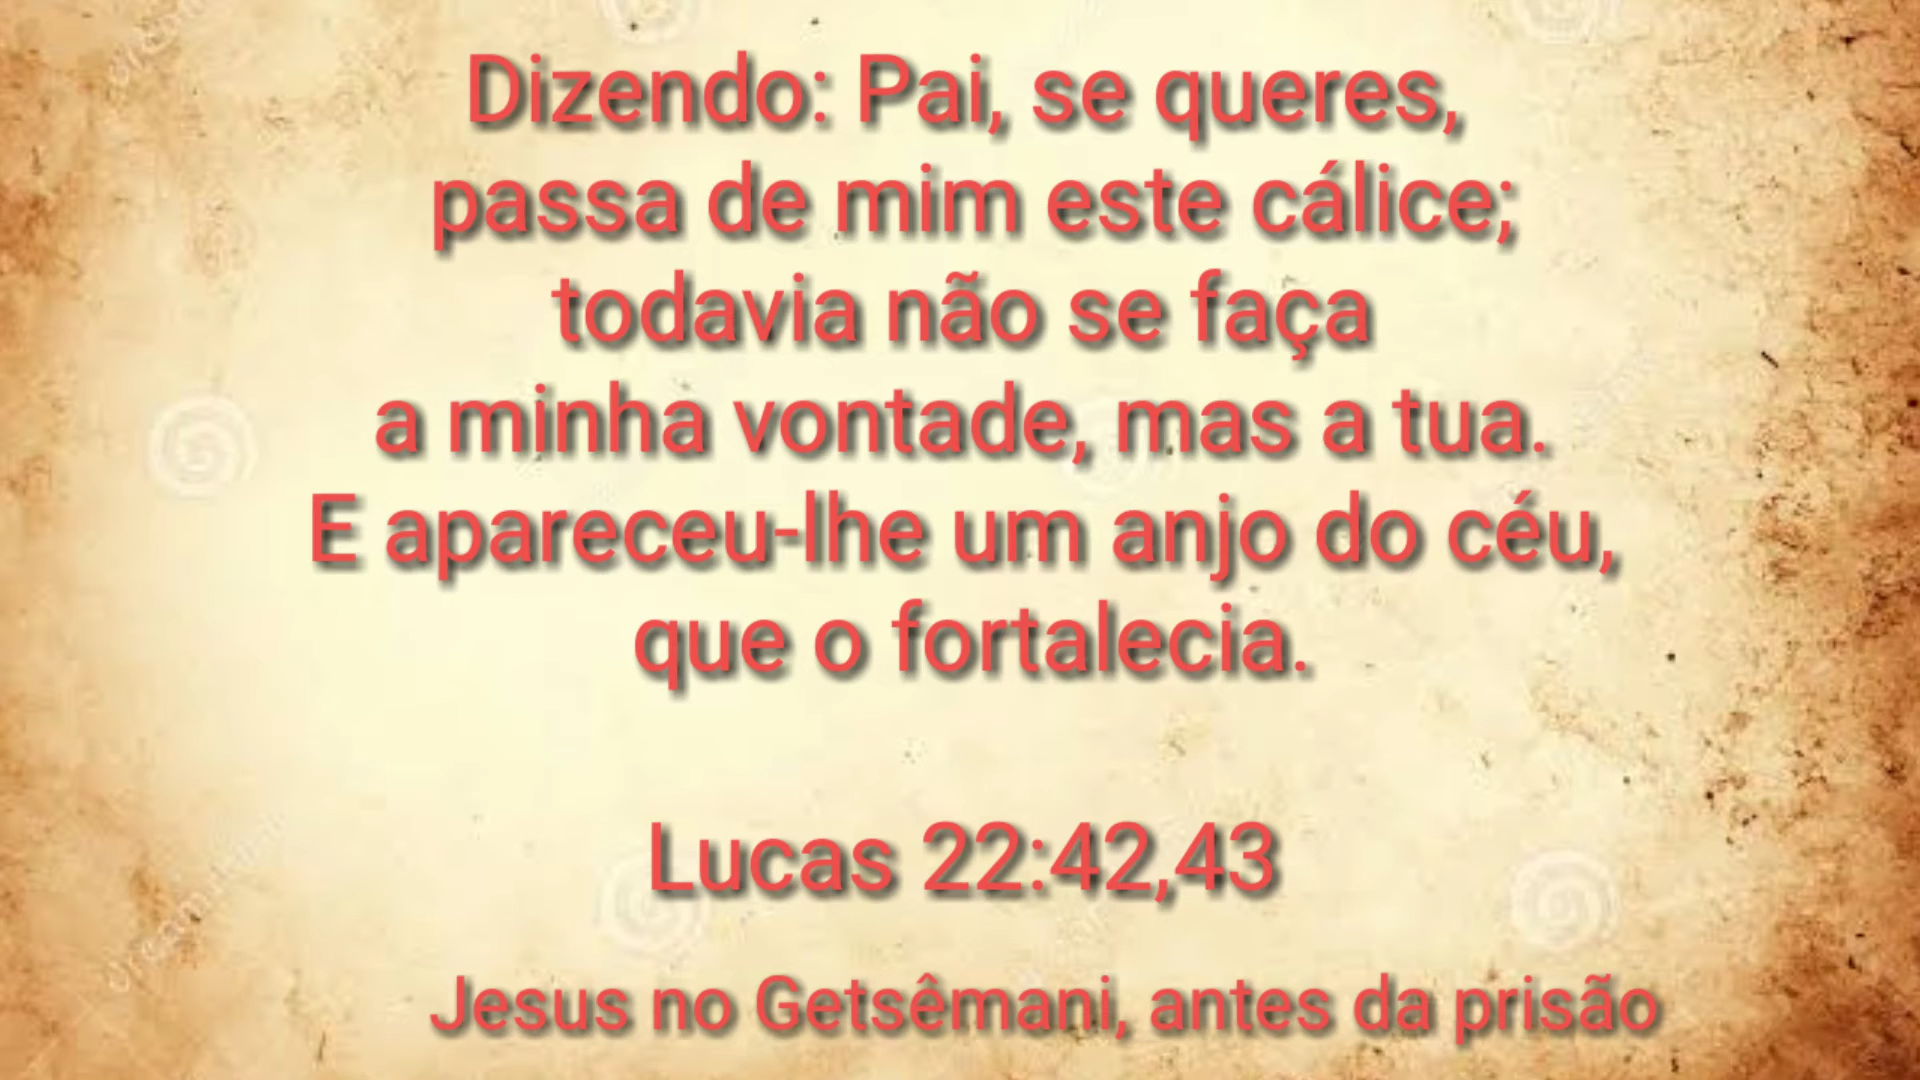 Dizendo: Pai, se queres,
passa de mim este cálice;
todavia não se faça
a minha vontade, mas a tua.
E apareceu-lhe um anjo do céu,
que o fortalecia.
Lucas 22:42,43
Jesus no Getsêmani, antes da prisão